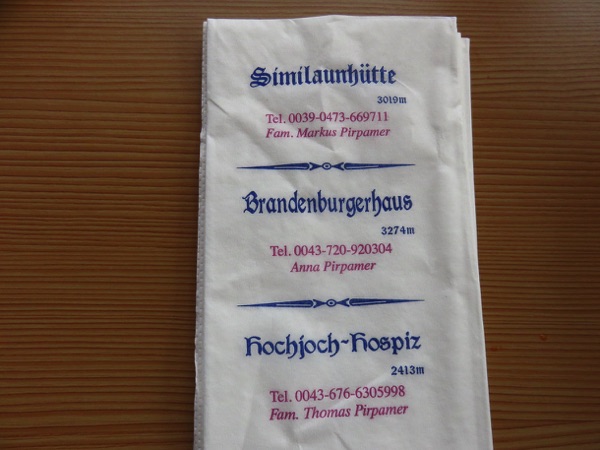 Similaunhütte
3019m
Tel. 0039-0473-669711
Fam. Markus Pirpamer
Brandenburgerhaus
3274m
Tel. 0043-720-920304
Anna Pirpamer
Hochjoch-Hospiz
2413m
Tel. 0043-676-6305998
Fam. Thomas Pirpamer